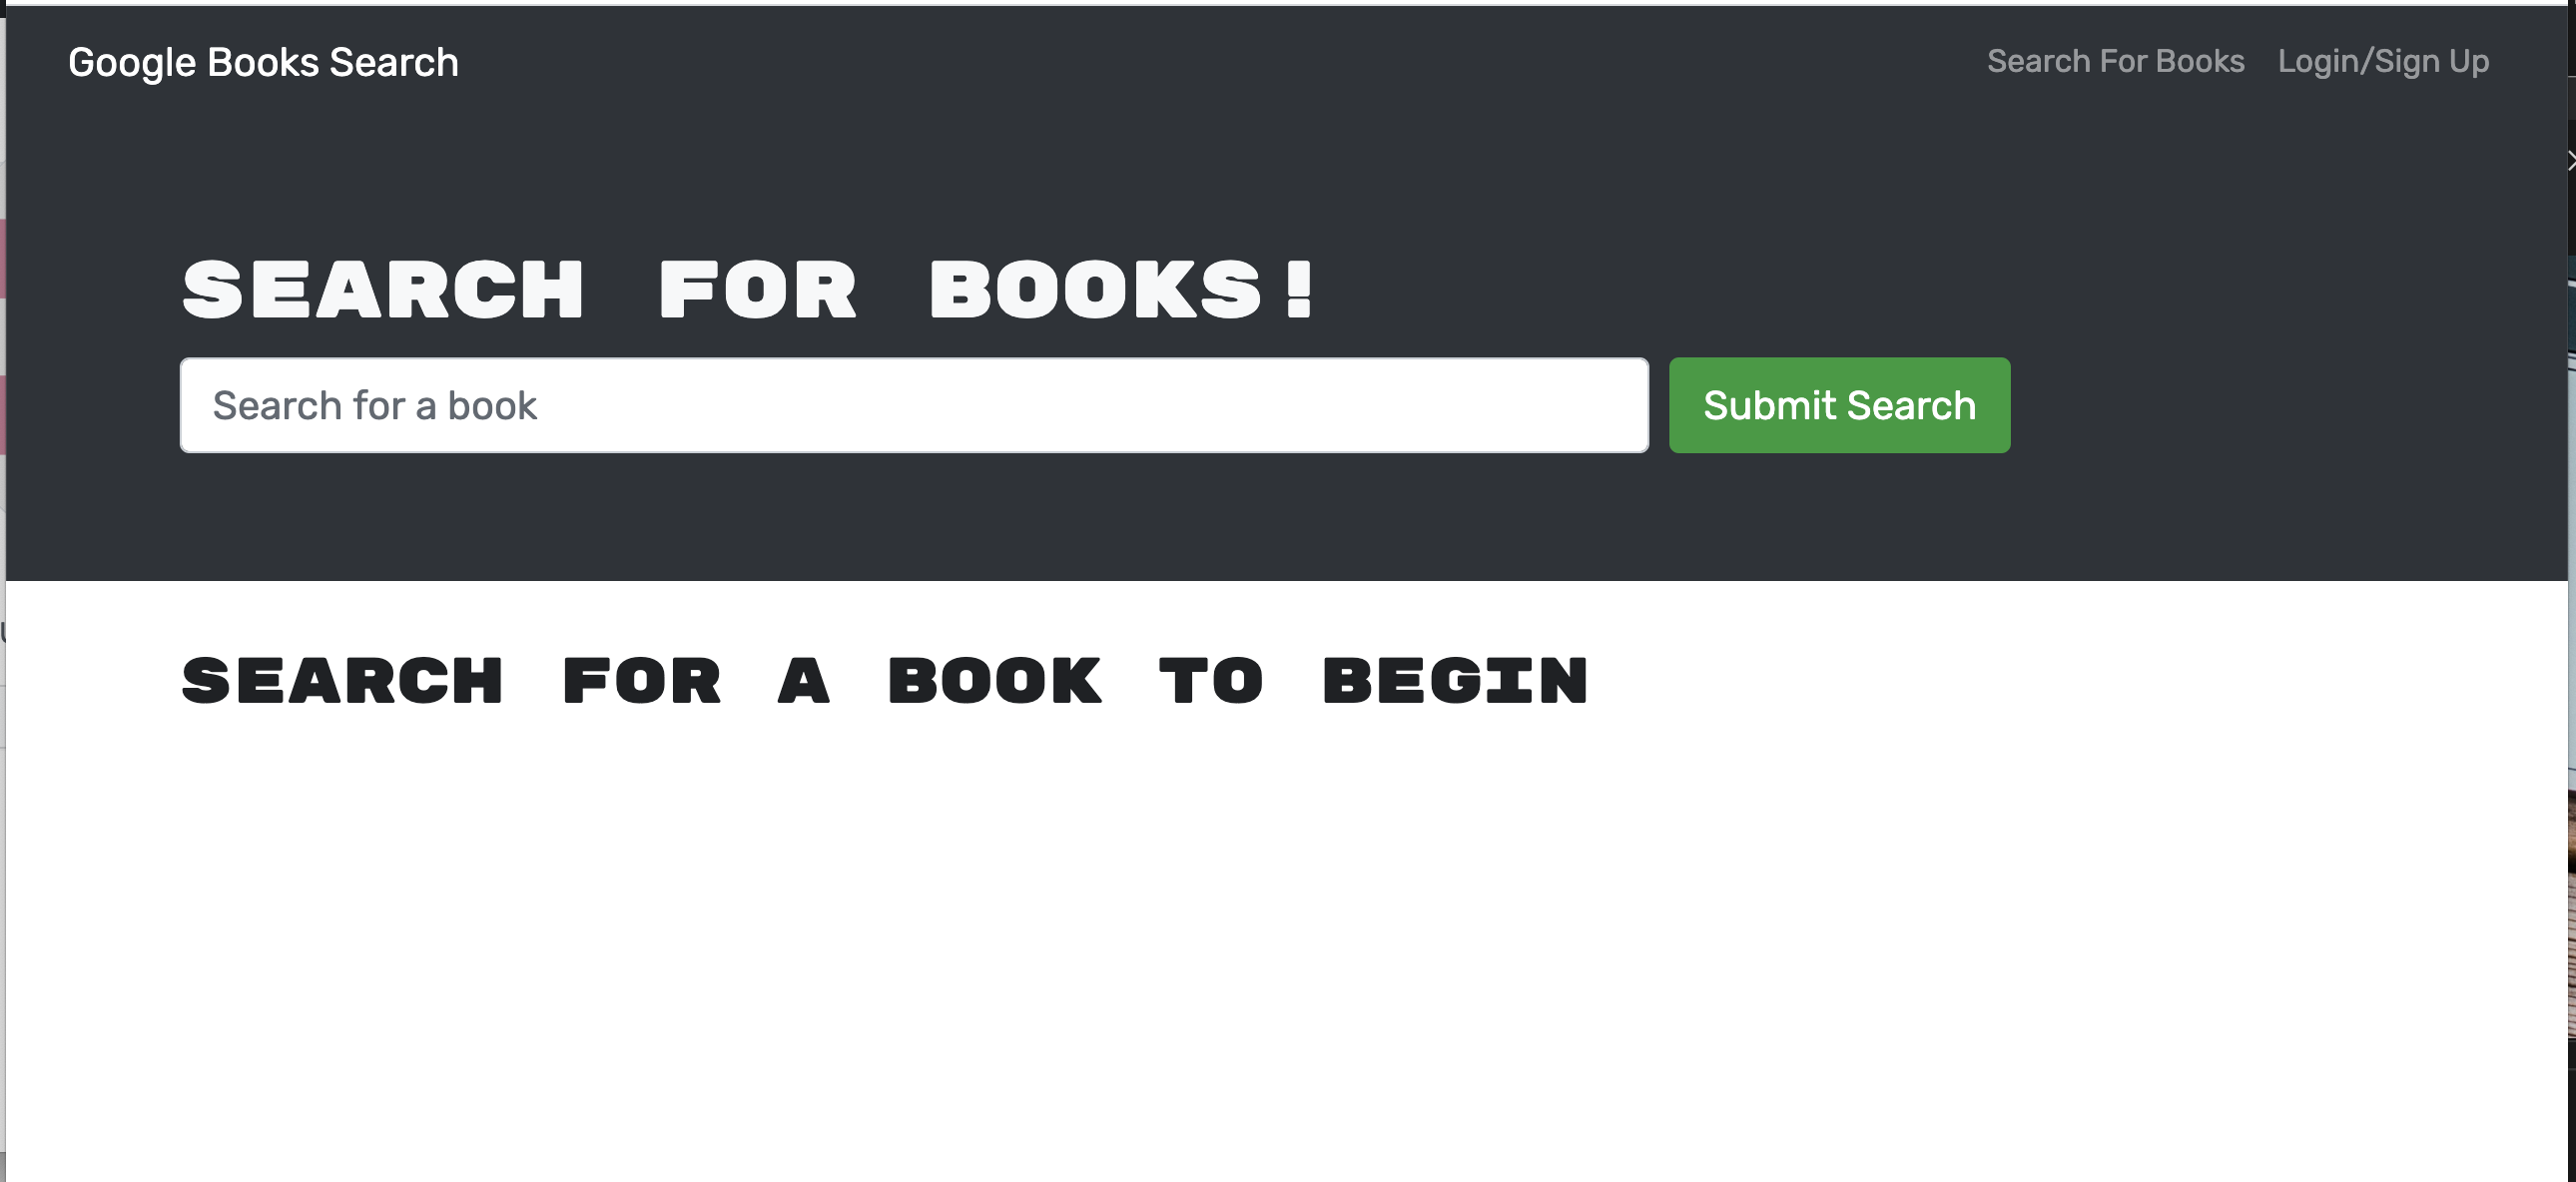 Google Books Search
Search For Books
Login/Sign Up
SEARCH FOR BOOKS!
Search for a book
Submit Search
SEARCH FOR A BOOK TO BEGIN